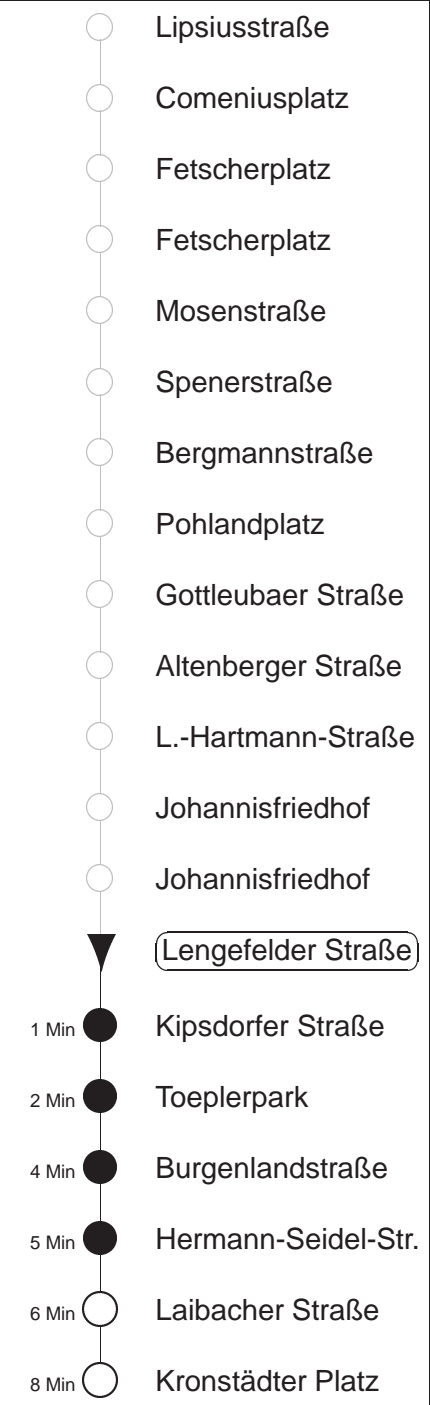 Lipsiusstraße
Comeniusplatz
Fetscherplatz
Fetscherplatz
Mosenstraße
Spenerstraße
Bergmannstraße
Pohlandplatz
Gottleubaer Straße
Altenberger Straße
L.-Hartmann-Straße
Johannisfriedhof
Johannisfriedhof
Lengefelder Straße
1 Min Kipsdorfer Straße
2 Min Toeplerpark
4 Min Burgenlandstraße
5 Min Hermann-Seidel-Str.
6 Min Laibacher Straße
8 Min Kronstädter Platz